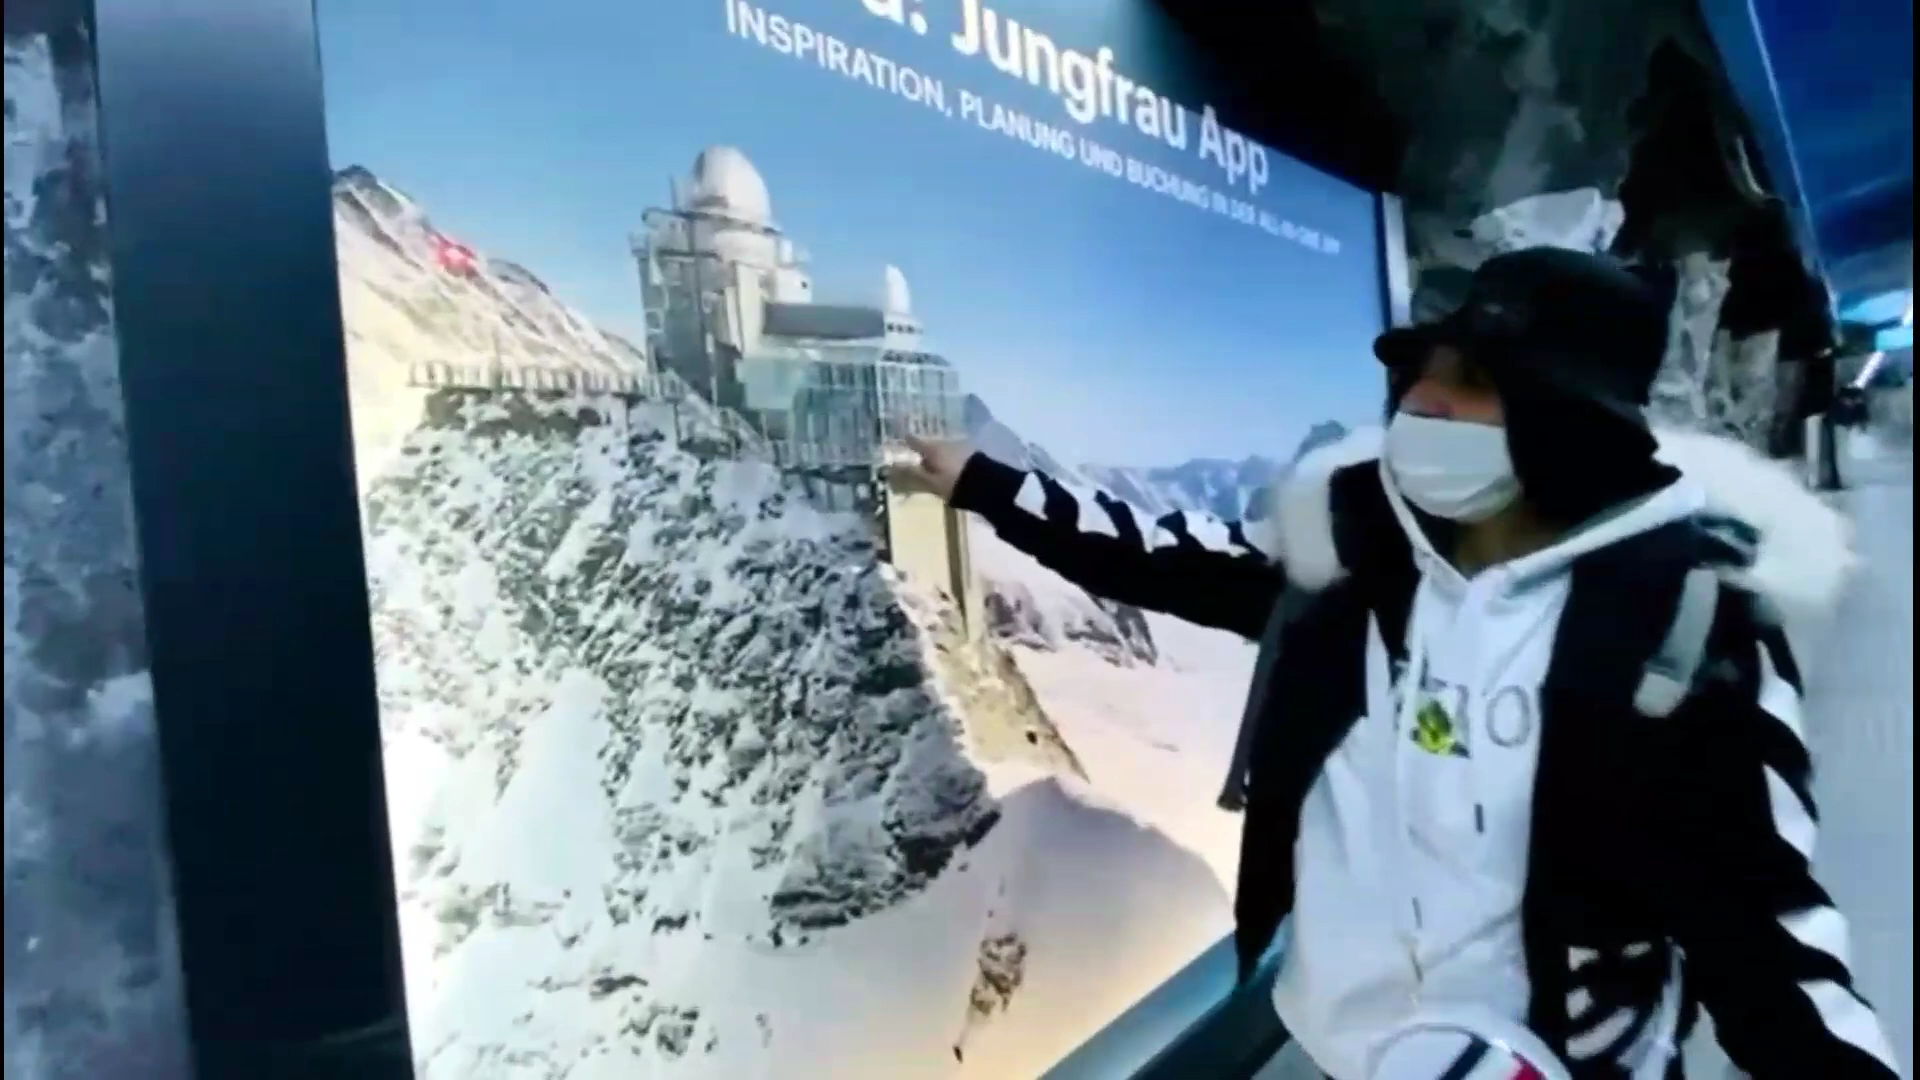 : Jungfrau App
INSPIRATION, PLANUNG UND BUCHUNG IN DER ALL-IN-ONE APP